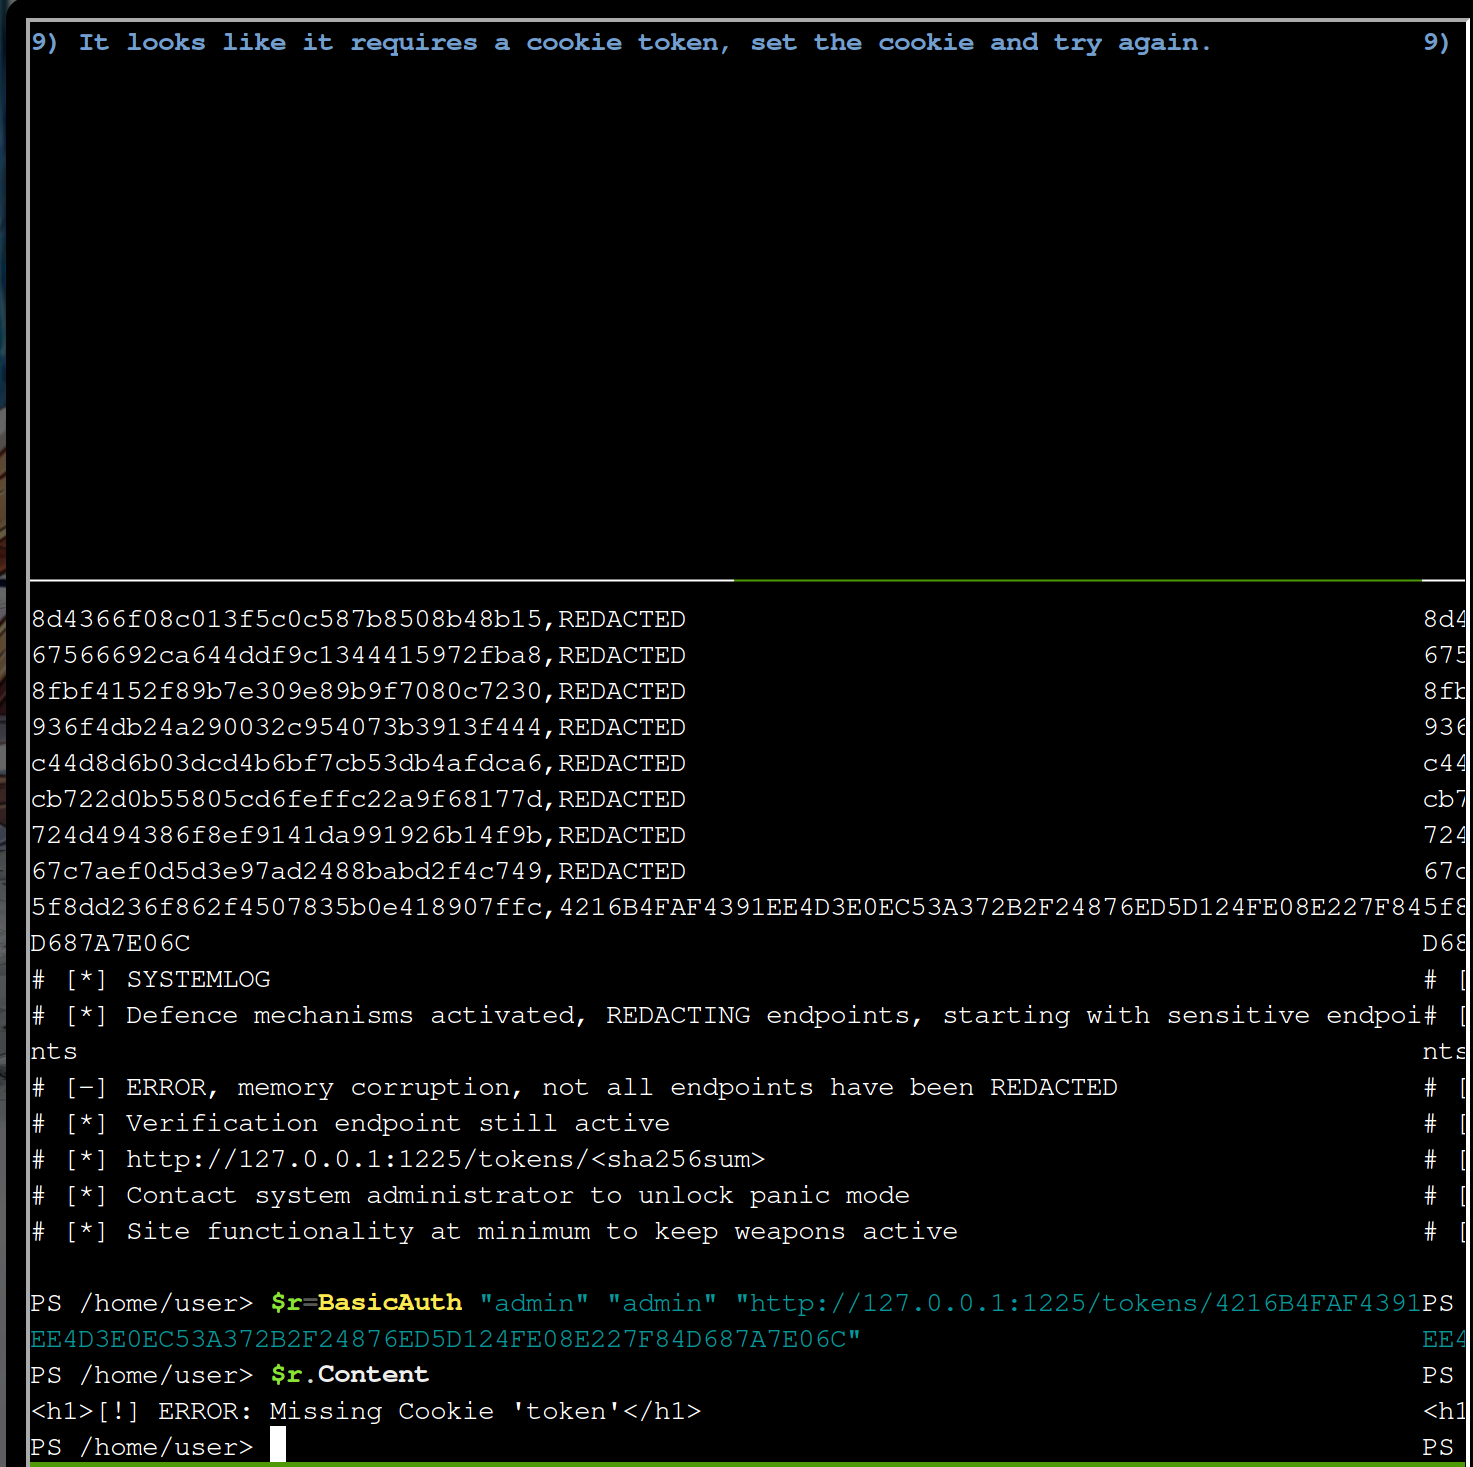 9) It looks like it requires a cookie token, set the cookie and try again. 9)
8d4366f08c013f5c0c587b8508b48b15,REDACTED 8d4
67566692ca644ddf9c1344415972fba8,REDACTED 675
8fbf4152f89b7e309e89b9f7080c7230,REDACTED 8fb
936f4db24a290032c954073b3913f444,REDACTED 936
c44d8d6b03dcd4b6bf7cb53db4afdca6,REDACTED c44
cb722d0b55805cd6feffc22a9f68177d,REDACTED cb7
724d494386f8ef9141da991926b14f9b,REDACTED 724
67c7aef0d5d3e97ad2488babd2f4c749,REDACTED 67c
5f8dd236f862f4507835b0e418907ffc,4216B4FAF4391EE4D3E0EC53A372B2F24876ED5D124FE08E227F845f8
D687A7E06C D68
# [*] SYSTEMLOG # [
# [*] Defence mechanisms activated, REDACTING endpoints, starting with sensitive endpoi# [
nts nts
# [-] ERROR, memory corruption, not all endpoints have been REDACTED # [
# [*] Verification endpoint still active # [
# [*] http://127.0.0.1:1225/tokens/<sha256sum> # [
# [*] Contact system administrator to unlock panic mode # [
# [*] Site functionality at minimum to keep weapons active # [
PS /home/user> $r=BasicAuth "admin" "admin" "http://127.0.0.1:1225/tokens/4216B4FAF4391PS
EE4D3E0EC53A372B2F24876ED5D124FE08E227F84D687A7E06C" EE4
PS /home/user> $r.Content PS
<h1>[!] ERROR: Missing Cookie 'token'</h1> <h1
PS /home/user> PS